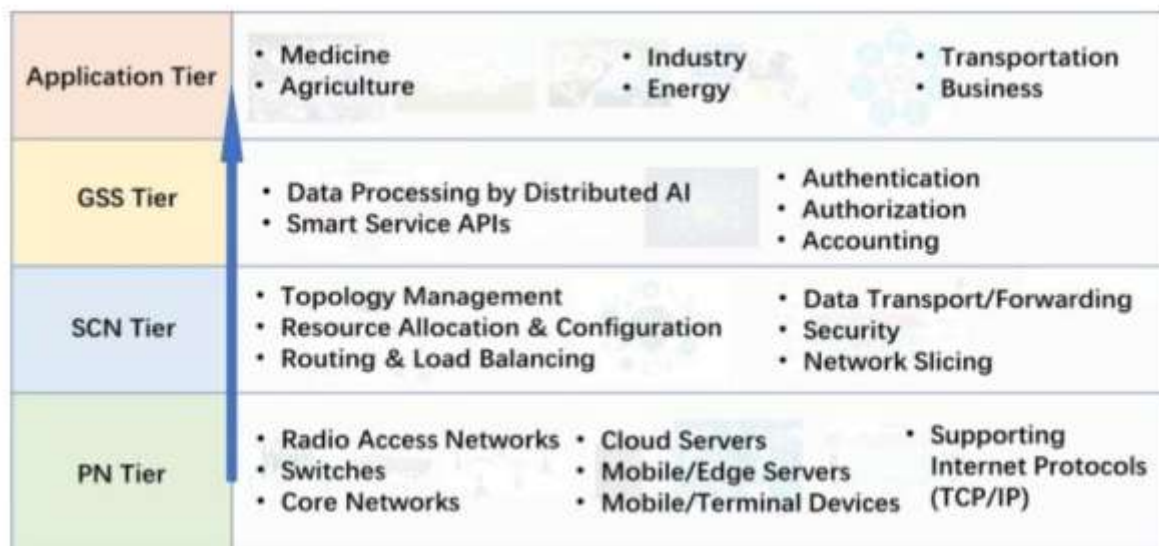 Application Tier
• Medicine
• Agriculture
• Industry
• Energy
• Transportation
• Business
GSS Tier
• Data Processing by Distributed AI
• Smart Service APIs
• Authentication
• Authorization
• Accounting
SCN Tier
• Topology Management
• Resource Allocation & Configuration
• Routing & Load Balancing
• Data Transport/Forwarding
• Security
• Network Slicing
PN Tier
• Radio Access Networks
• Switches
• Core Networks
• Cloud Servers
• Mobile/Edge Servers
• Mobile/Terminal Devices
• Supporting
Internet Protocols
(TCP/IP)